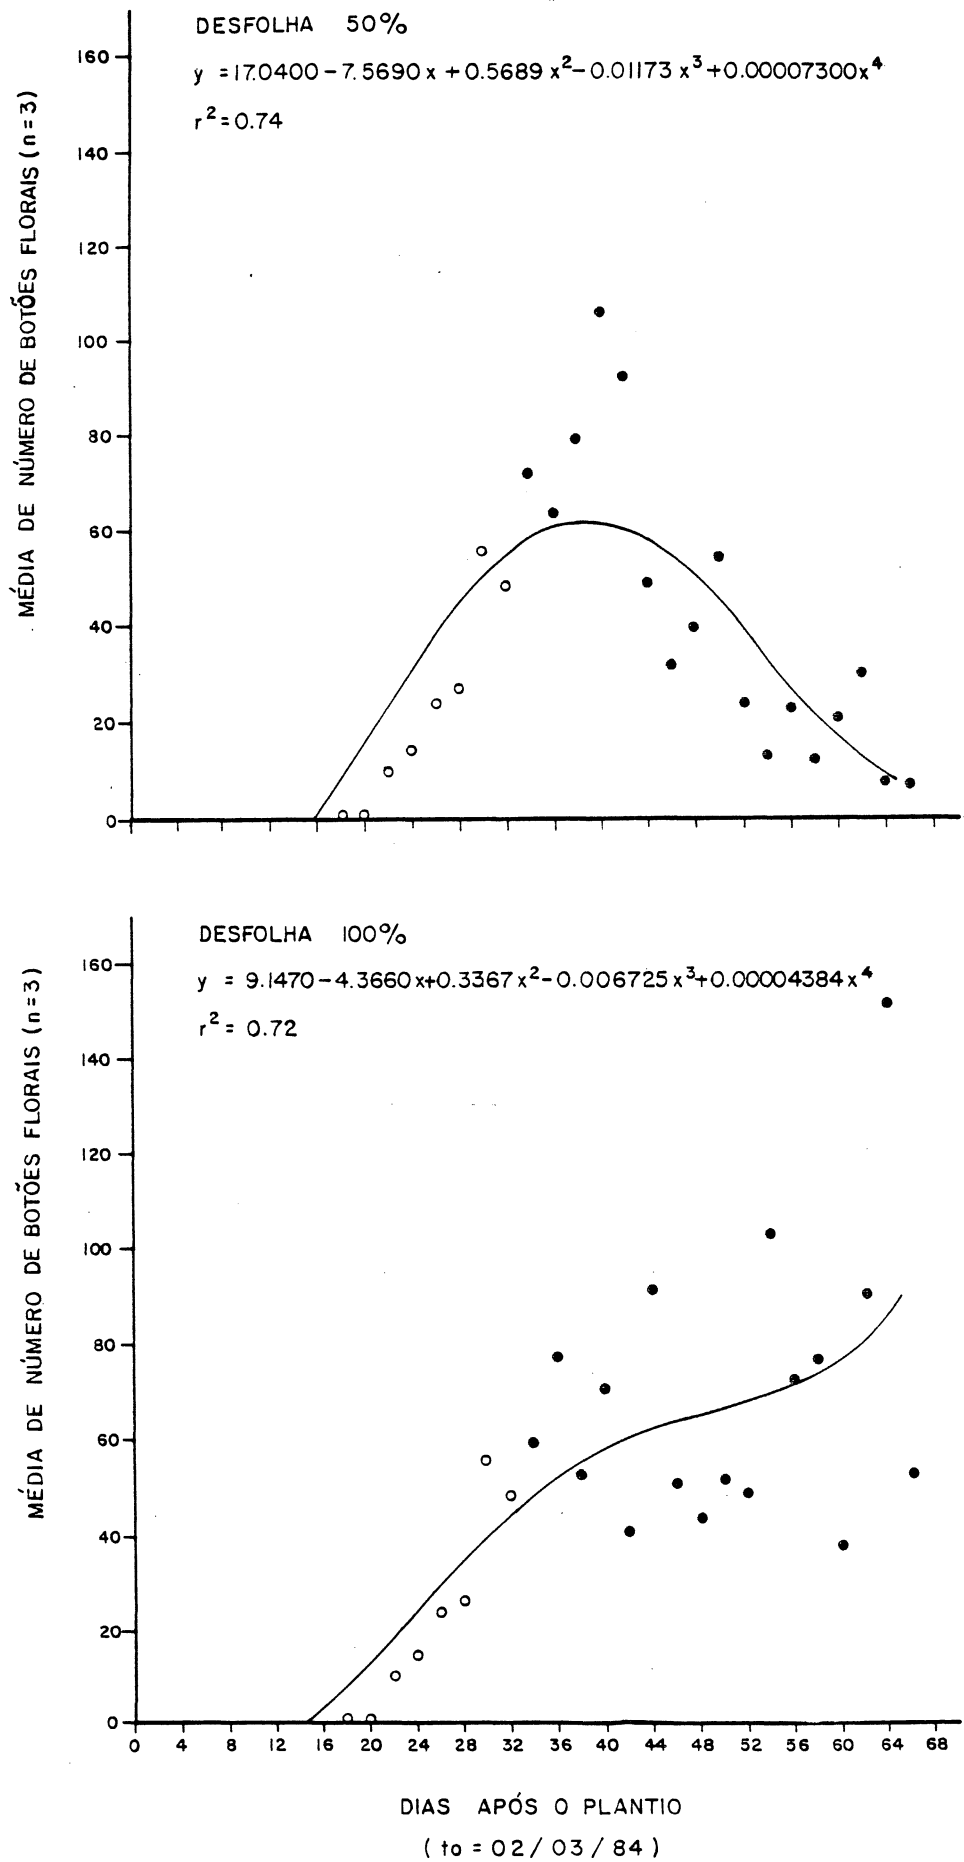 DESFOLHA 50%
y = 17.0400 - 7.5690 x + 0.5689 x² - 0.01173 x³ + 0.00007300x⁴
r² = 0.74
MÉDIA DE NÚMERO DE BOTÕES FLORAIS (n = 3)
160
140
120
100
80
60
40
20
0
DESFOLHA 100%
y = 9.1470 - 4.3660 x + 0.3367 x² - 0.006725 x³ + 0.00004384 x⁴
r² = 0.72
MÉDIA DE NÚMERO DE BOTÕES FLORAIS (n = 3)
160
140
120
100
80
60
40
20
0
0 4 8 12 16 20 24 28 32 36 40 44 48 52 56 60 64 68
DIAS APÓS O PLANTIO
( to = 02 / 03 / 84 )